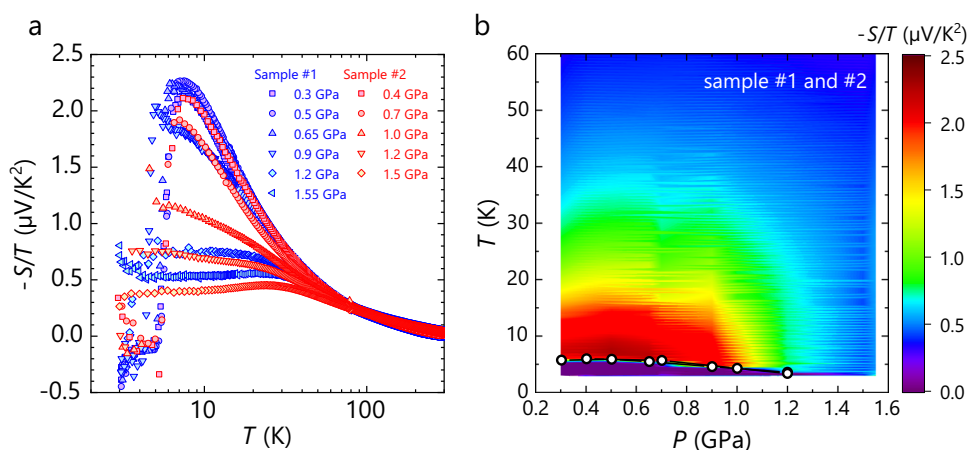 a
2.5
2.0
1.5
1.0
0.5
0.0
-0.5
-S/T (μV/K²)
Sample #1 Sample #2
0.3 GPa 0.4 GPa
0.5 GPa 0.7 GPa
0.65 GPa 1.0 GPa
0.9 GPa 1.2 GPa
1.2 GPa 1.5 GPa
1.55 GPa
10 100
T (K)
b
-S/T (μV/K²)
60
50
40
30
20
10
0
T (K)
sample #1 and #2
0.2 0.4 0.6 0.8 1.0 1.2 1.4 1.6
P (GPa)
2.5
2.0
1.5
1.0
0.5
0.0